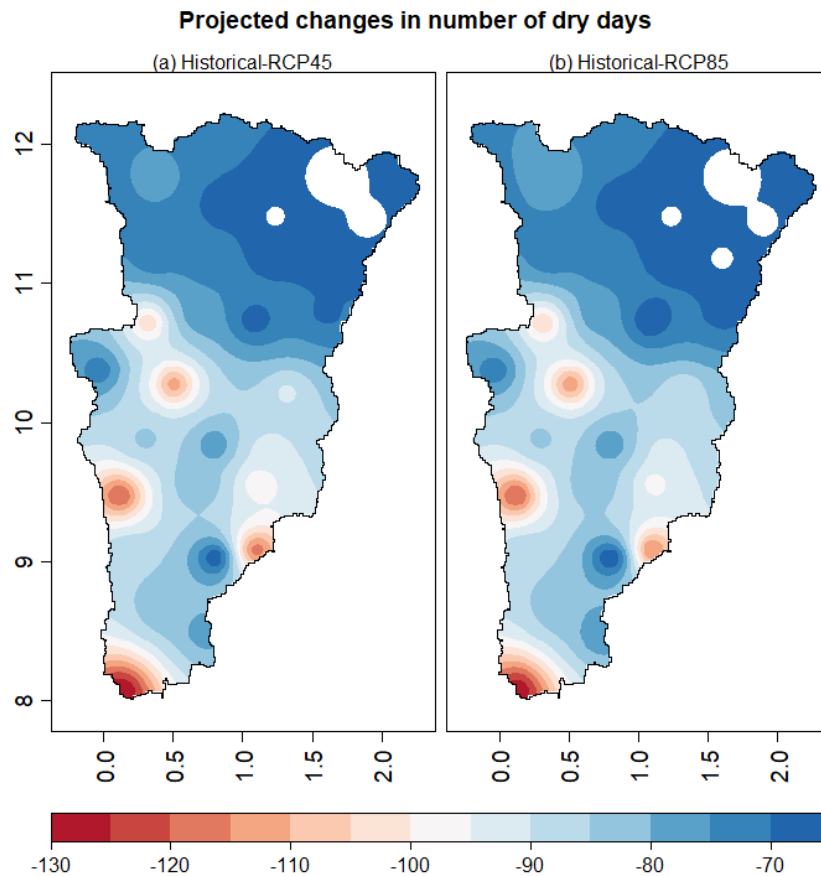 Projected changes in number of dry days
(a) Historical-RCP45
(b) Historical-RCP85
12
11
10
9
8
0.0 0.5 1.0 1.5 2.0
0.0 0.5 1.0 1.5 2.0
-130 -120 -110 -100 -90 -80 -70